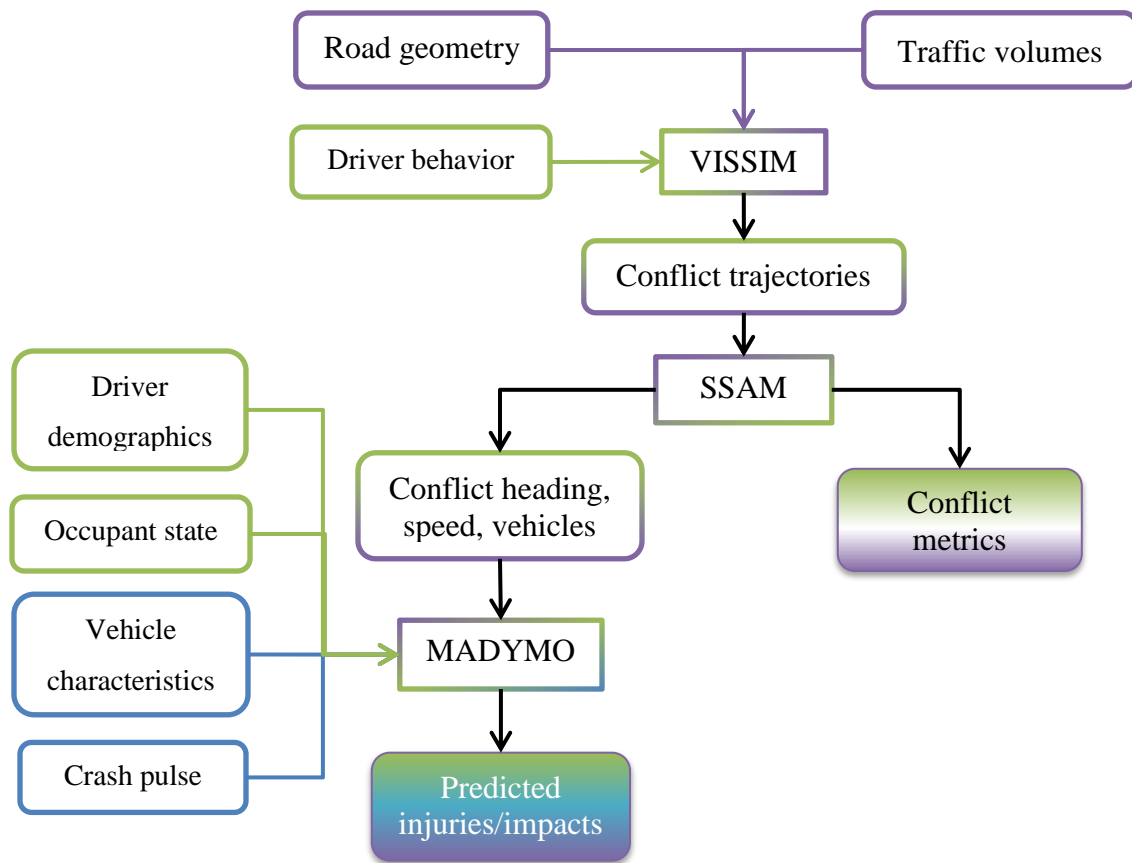 Road geometry
Traffic volumes
Driver behavior
VISSIM
Conflict trajectories
SSAM
Driver
demographics
Conflict heading,
speed, vehicles
Conflict
metrics
Occupant state
Vehicle
characteristics
MADYMO
Crash pulse
Predicted
injuries/impacts